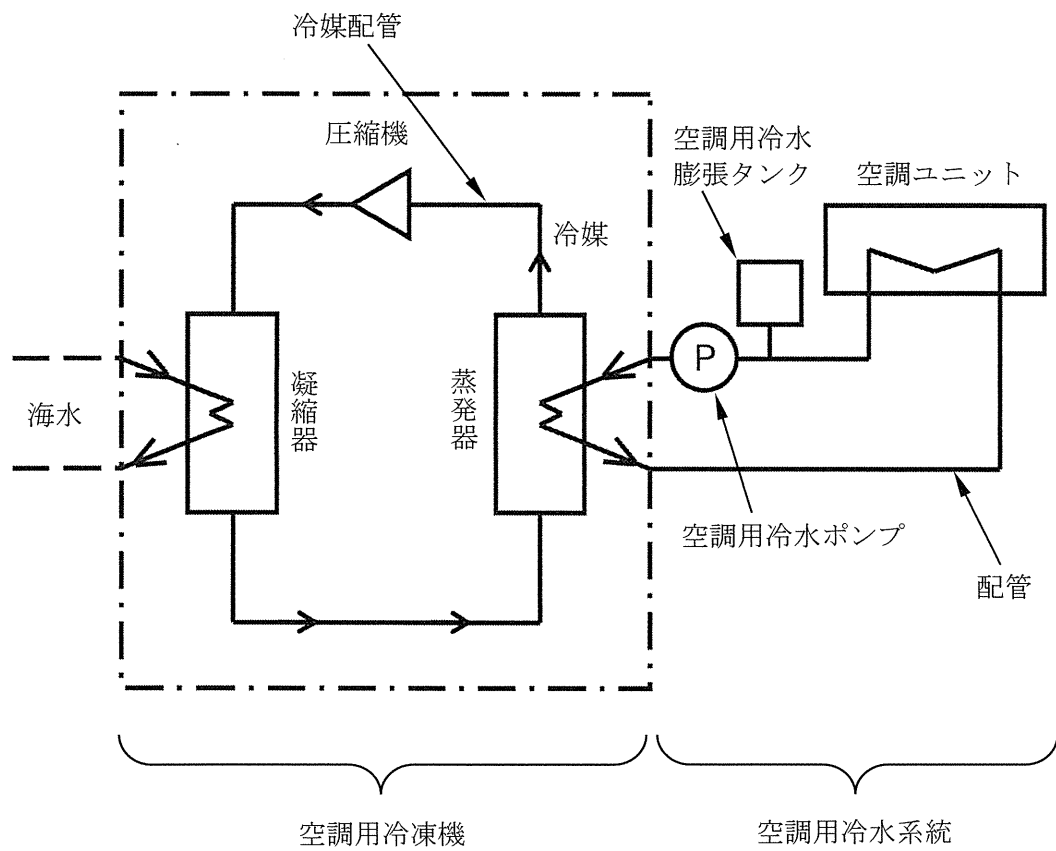 冷媒配管
圧縮機
空調用冷水
膨張タンク
空調ユニット
冷媒
P
海水
凝縮器
蒸発器
空調用冷水ポンプ
配管
空調用冷凍機
空調用冷水系統